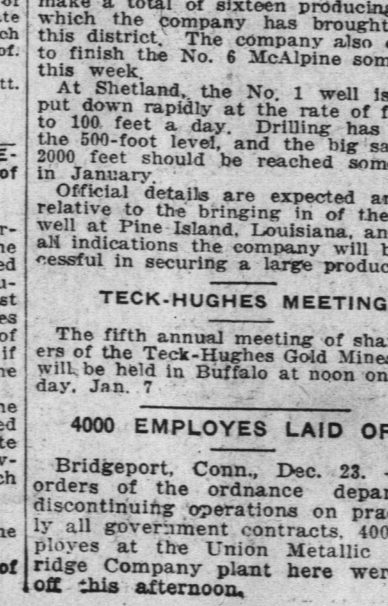 make a total of sixteen producing
which the company has brought
this district. The company also
to finish the No. 6 McAlpine som
this week.
At Shetland, the No. 1 well is
put down rapidly at the rate of f
to 100 feet a day. Drilling has
the 500-foot level, and the big sa
2000 feet should be reached som
in January.
Official details are expected
relative to the bringing in of the
well at Pine Island, Louisiana, an
all indications the company will b
cessful in securing a large produc
TECK-HUGHES MEETING
The fifth annual meeting of sha
ers of the Teck-Hughes Gold Mines
will be held in Buffalo at noon on
day, Jan. 7
4000 EMPLOYES LAID OF
Bridgeport, Conn., Dec. 23. -
orders of the ordnance depa
discontinuing operations on pra
ly all government contracts, 400
ployes at the Union Metallic
ridge Company plant here wer
off this afternoon.